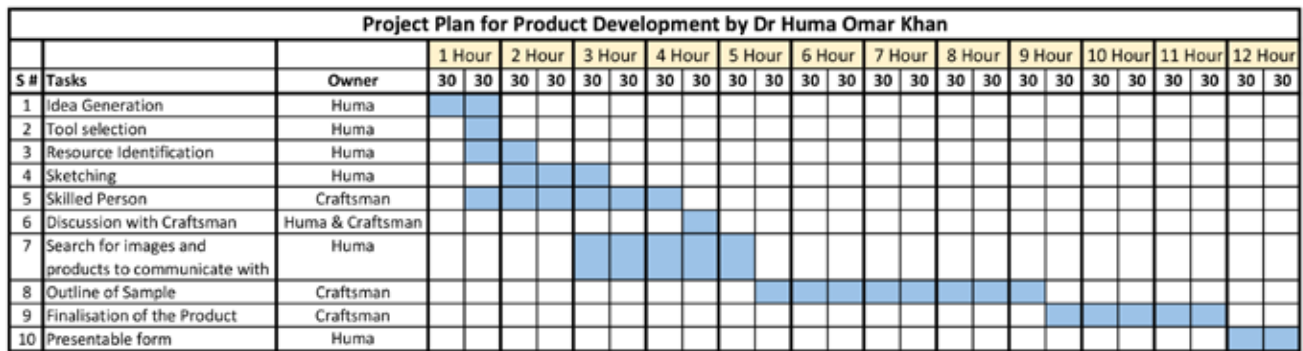 Project Plan for Product Development by Dr Huma Omar Khan
1 Hour 2 Hour 3 Hour 4 Hour 5 Hour 6 Hour 7 Hour 8 Hour 9 Hour 10 Hour 11 Hour 12 Hour
S # Tasks Owner 30 30 30 30 30 30 30 30 30 30 30 30 30 30 30 30 30 30 30 30 30 30 30 30
1 Idea Generation Huma
2 Tool selection Huma
3 Resource Identification Huma
4 Sketching Huma
5 Skilled Person Craftsman
6 Discussion with Craftsman Huma & Craftsman
7 Search for images and Huma
products to communicate with
8 Outline of Sample Craftsman
9 Finalisation of the Product Craftsman
10 Presentable form Huma